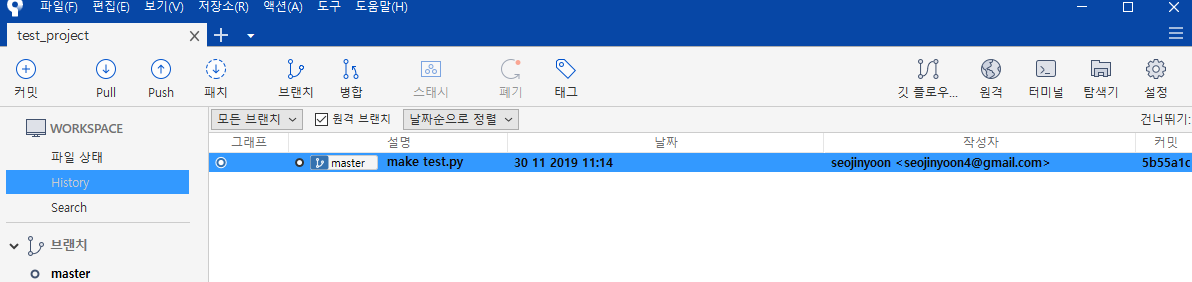 파일(F) 편집(E) 보기(V) 저장소(R) 액션(A) 도구 도움말(H)
test_project
커밋 Pull Push 패치 브랜치 병합 스태시 폐기 태그 깃 플로우... 원격 터미널 탐색기 설정
WORKSPACE
파일 상태
History
Search
브랜치
master
모든 브랜치 원격 브랜치 날짜순으로 정렬 건너뛰기:
그래프 설명 날짜 작성자 커밋
master make test.py 30 11 2019 11:14 seojinyoon <seojinyoon4@gmail.com> 5b55a1c